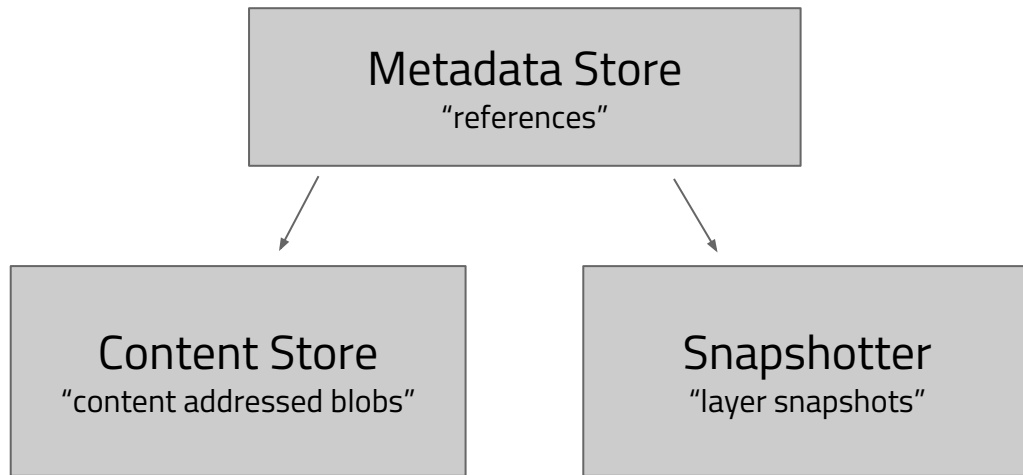 Metadata Store
“references”
Content Store
“content addressed blobs”
Snapshotter
“layer snapshots”